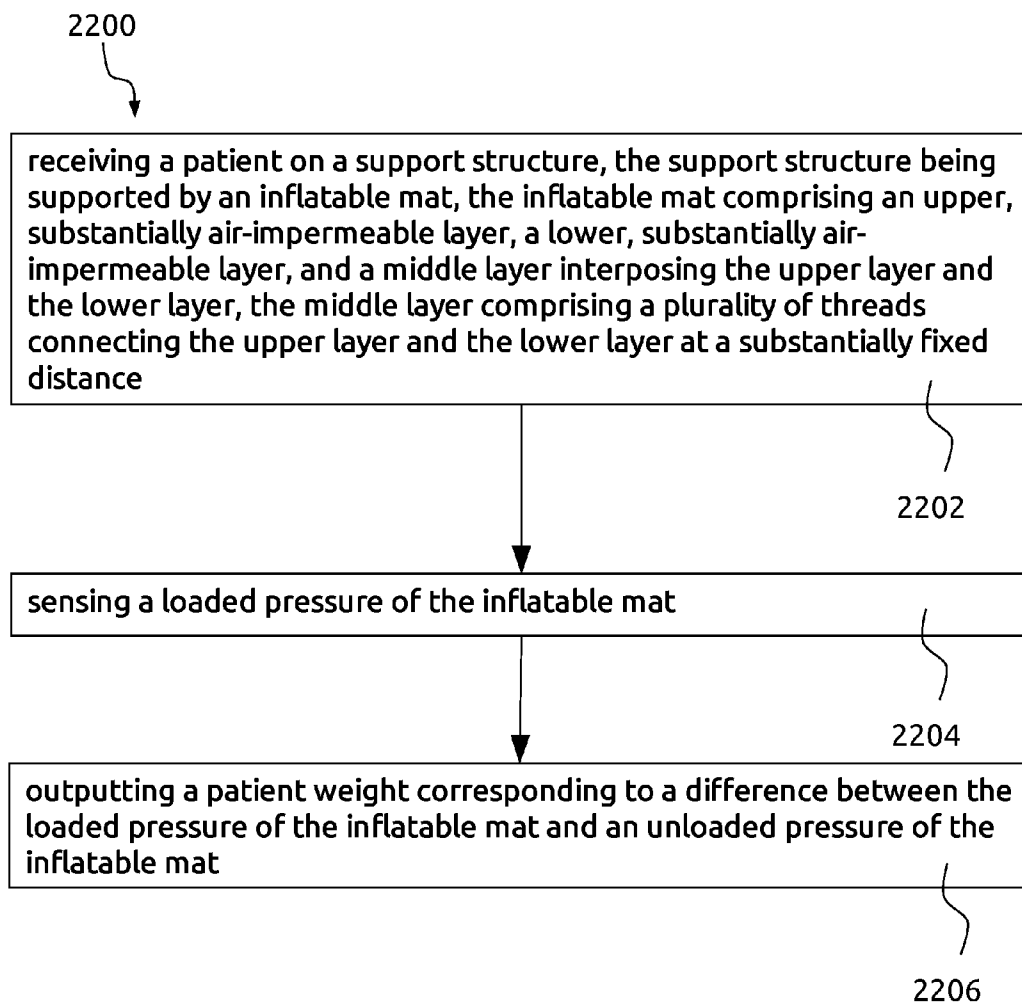 2200
receiving a patient on a support structure, the support structure being
supported by an inflatable mat, the inflatable mat comprising an upper,
substantially air-impermeable layer, a lower, substantially air-
impermeable layer, and a middle layer interposing the upper layer and
the lower layer, the middle layer comprising a plurality of threads
connecting the upper layer and the lower layer at a substantially fixed
distance
2202
sensing a loaded pressure of the inflatable mat
2204
outputting a patient weight corresponding to a difference between the
loaded pressure of the inflatable mat and an unloaded pressure of the
inflatable mat
2206